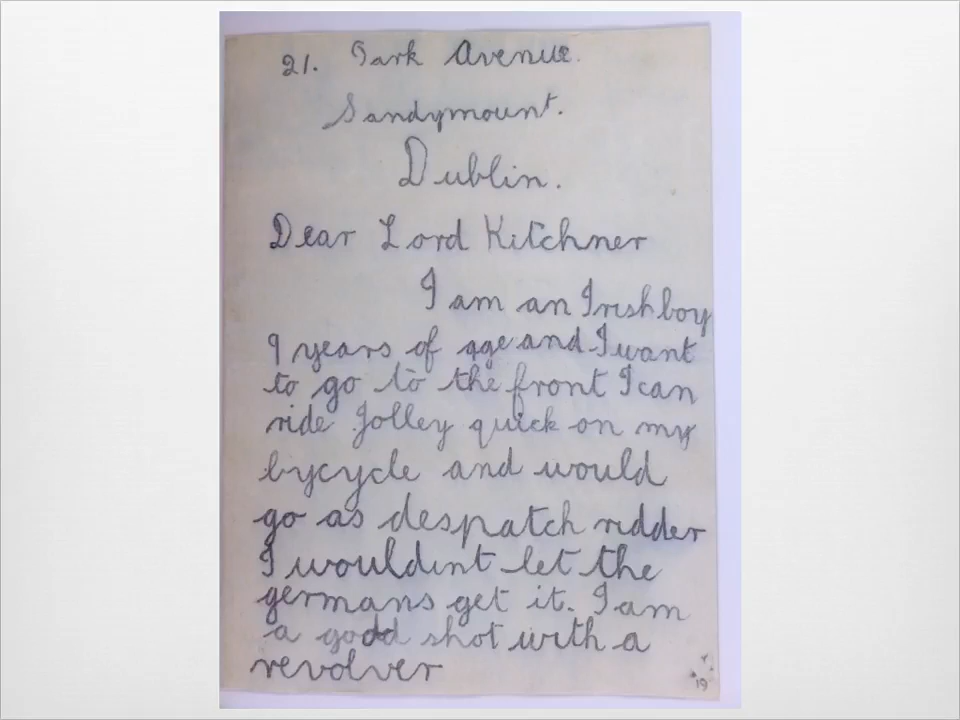 21. Park Avenue.
Sandymount.
Dublin.
Dear Lord Kitchner
I am an Irish boy
9 years of age and I want
to go to the front I can
ride Jolley quick on my
bycycle and would
go as despatch ridder
I wouldint let the
germans get it. I am
a good shot with a
revolver
19